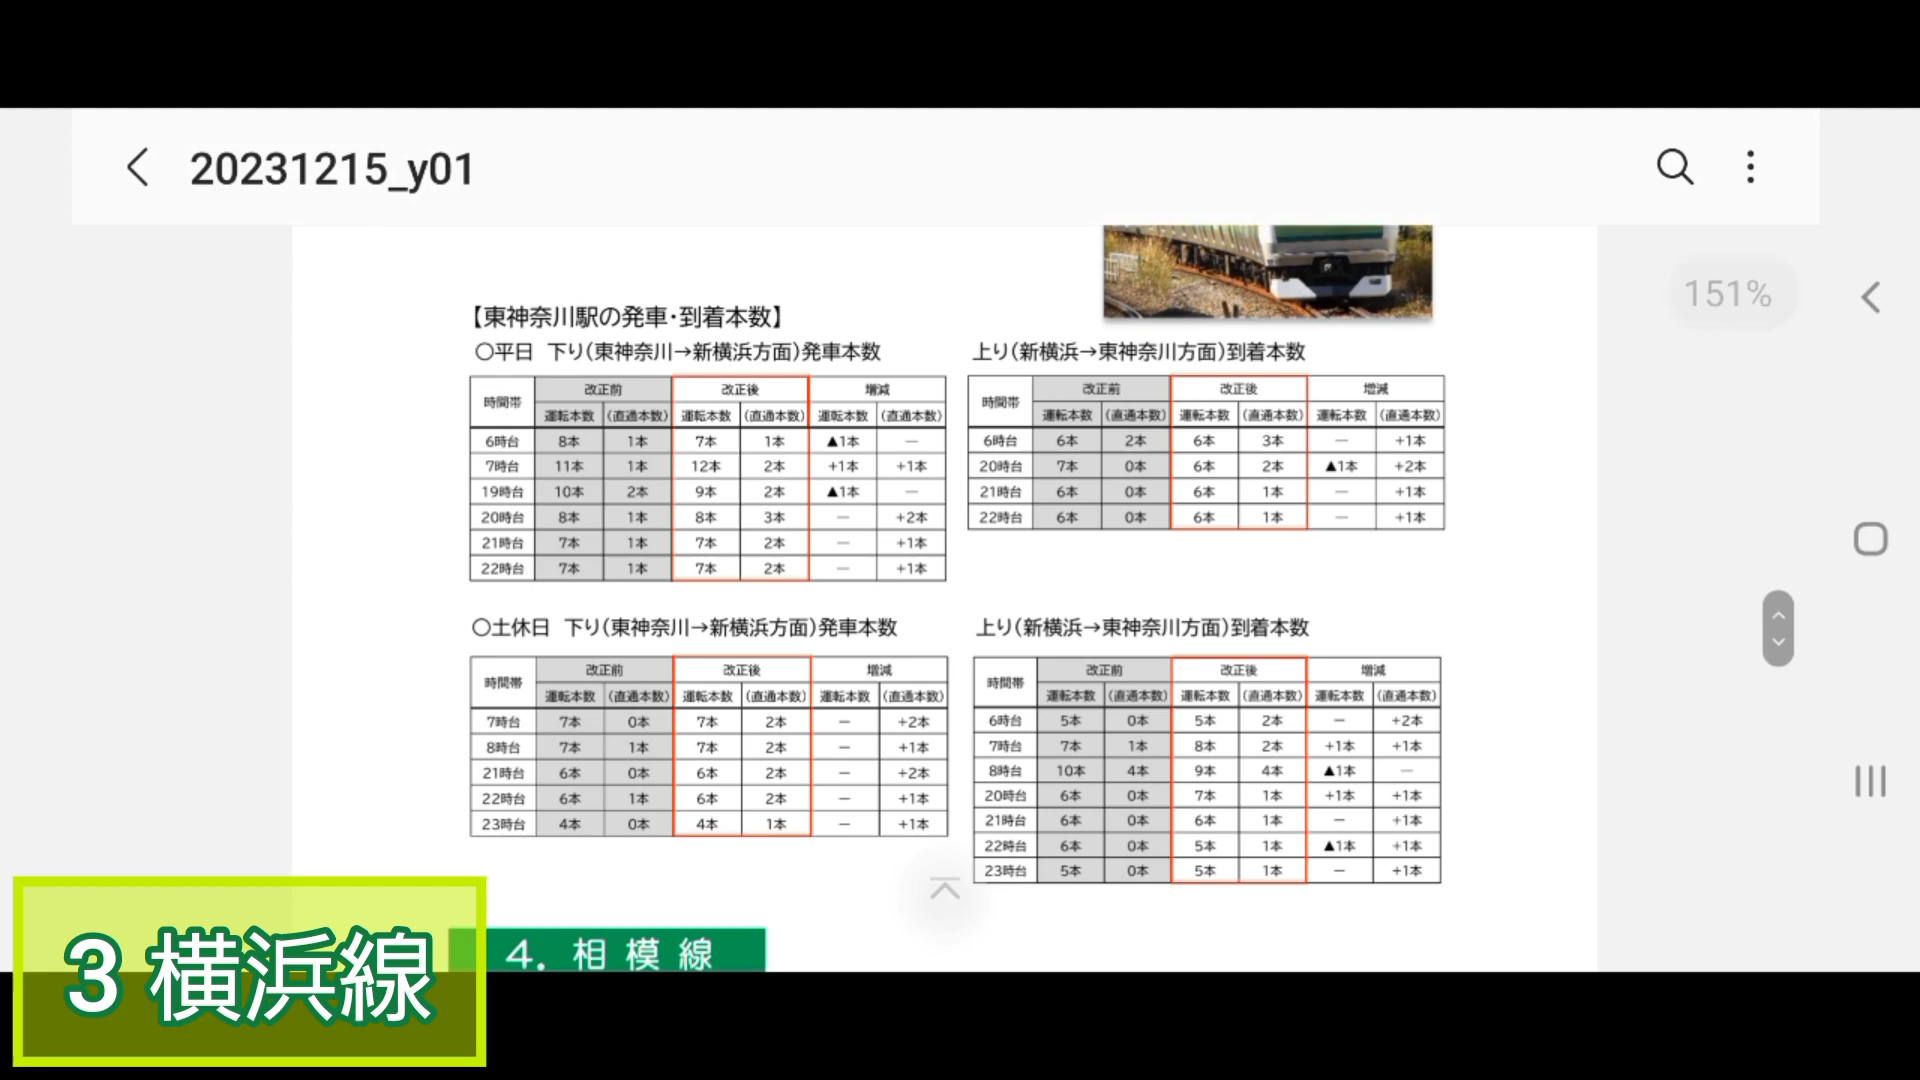 20231215_y01
151%
【東神奈川駅の発車・到着本数】
○平日 下り(東神奈川→新横浜方面)発車本数
時間帯 改正前 改正後 増減
運転本数 (直通本数) 運転本数 (直通本数) 運転本数 (直通本数)
6時台 8本 1本 7本 1本 ▲1本 —
7時台 11本 1本 12本 2本 +1本 +1本
19時台 10本 2本 9本 2本 ▲1本 —
20時台 8本 1本 8本 3本 — +2本
21時台 7本 1本 7本 2本 — +1本
22時台 7本 1本 7本 2本 — +1本
上り(新横浜→東神奈川方面)到着本数
時間帯 改正前 改正後 増減
運転本数 (直通本数) 運転本数 (直通本数) 運転本数 (直通本数)
6時台 6本 2本 6本 3本 — +1本
20時台 7本 0本 6本 2本 ▲1本 +2本
21時台 6本 0本 6本 1本 — +1本
22時台 6本 0本 6本 1本 — +1本
○土休日 下り(東神奈川→新横浜方面)発車本数
時間帯 改正前 改正後 増減
運転本数 (直通本数) 運転本数 (直通本数) 運転本数 (直通本数)
7時台 7本 0本 7本 2本 — +2本
8時台 7本 1本 7本 2本 — +1本
21時台 6本 0本 6本 2本 — +2本
22時台 6本 1本 6本 2本 — +1本
23時台 4本 0本 4本 1本 — +1本
上り(新横浜→東神奈川方面)到着本数
時間帯 改正前 改正後 増減
運転本数 (直通本数) 運転本数 (直通本数) 運転本数 (直通本数)
6時台 5本 0本 5本 2本 — +2本
7時台 7本 1本 8本 2本 +1本 +1本
8時台 10本 4本 9本 4本 ▲1本 —
20時台 6本 0本 7本 1本 +1本 +1本
21時台 6本 0本 6本 1本 — +1本
22時台 6本 0本 5本 1本 ▲1本 +1本
23時台 5本 0本 5本 1本 — +1本
4. 相模線
3 横浜線